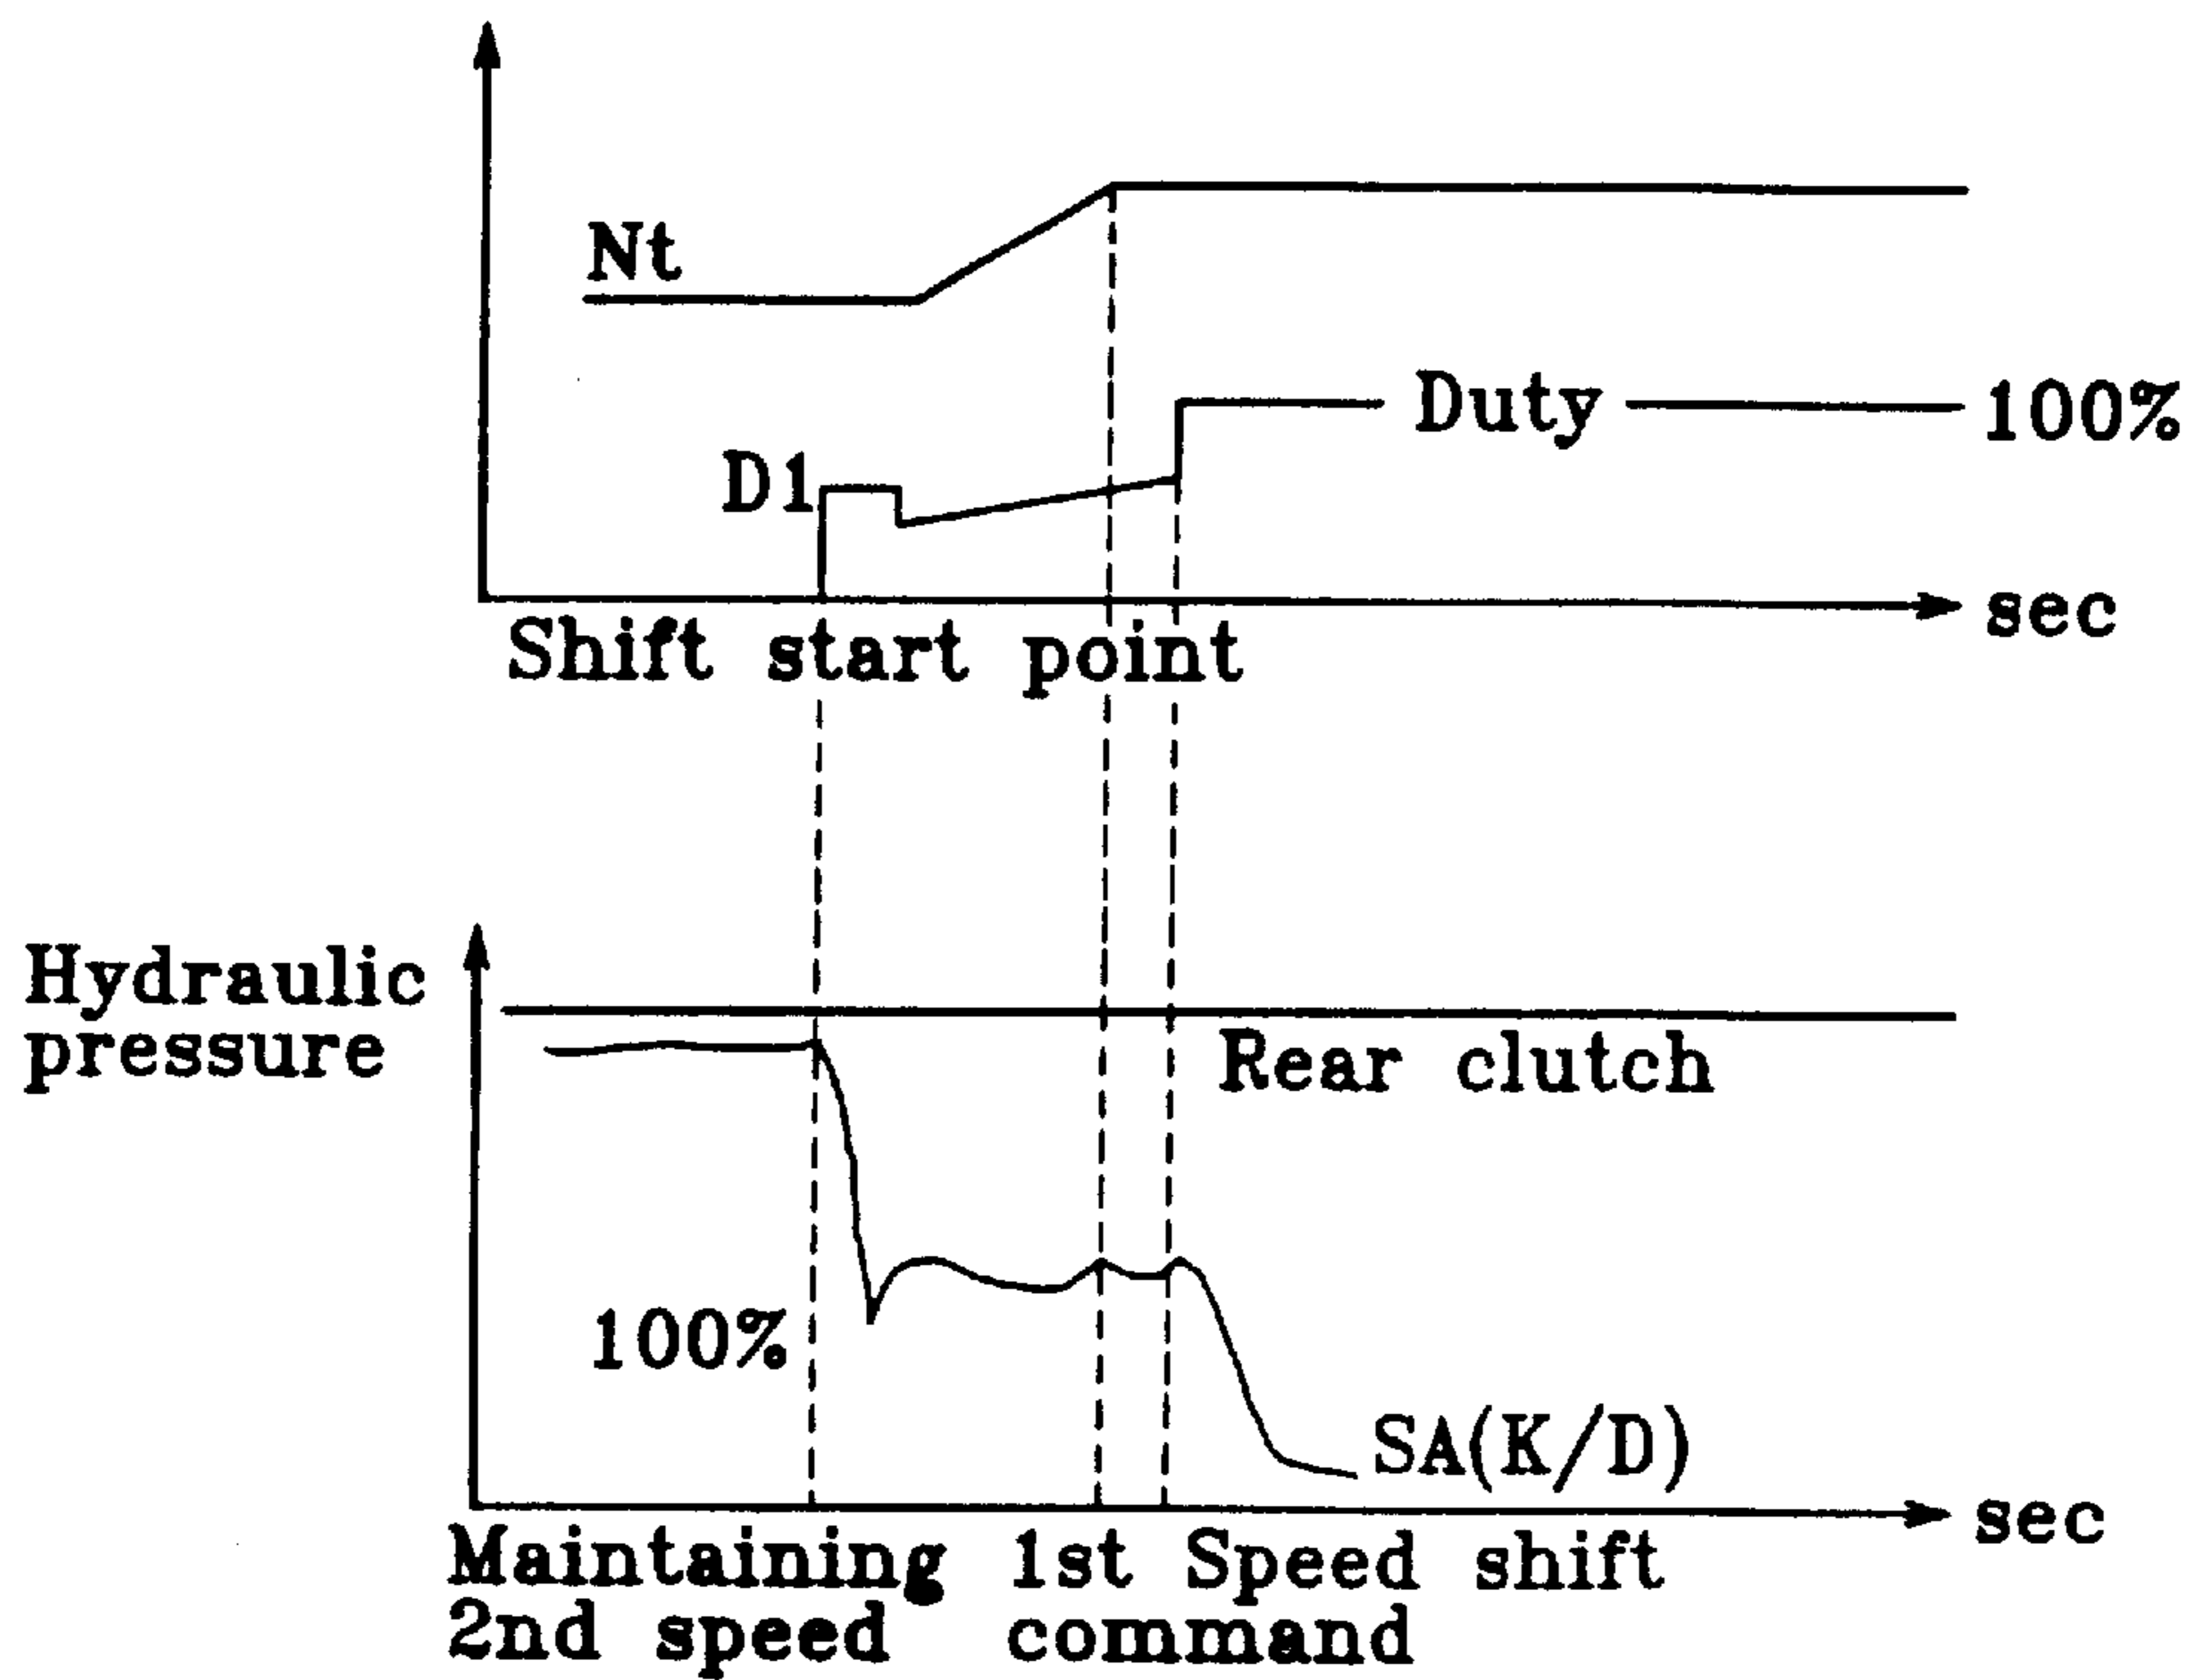 Nt
Duty
100%
D1
sec
Shift start point
Hydraulic
pressure
Rear clutch
100%
SA(K/D)
sec
Maintaining
2nd speed
1st Speed shift
command